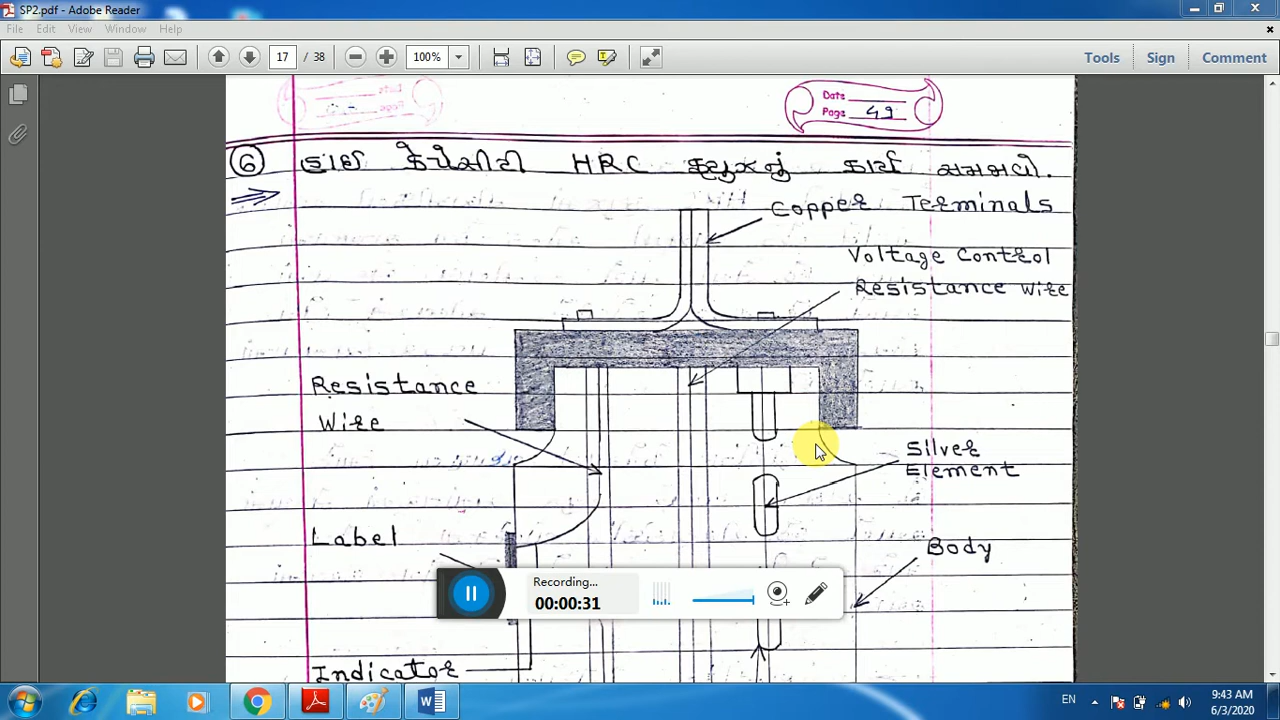 SP2.pdf - Adobe Reader
File Edit View Window Help
17 / 38 100% Tools Sign Comment
Date
Page 49
6 હાઈ કેપેસીટી HRC ફ્યુઝનું કાર્ય સમજાવો.
Copper Terminals
Voltage Control
Resistance Wire
Resistance
Wire
Silver
Element
Label
Body
Recording...
00:00:31
Indicator
EN 9:43 AM
6/3/2020